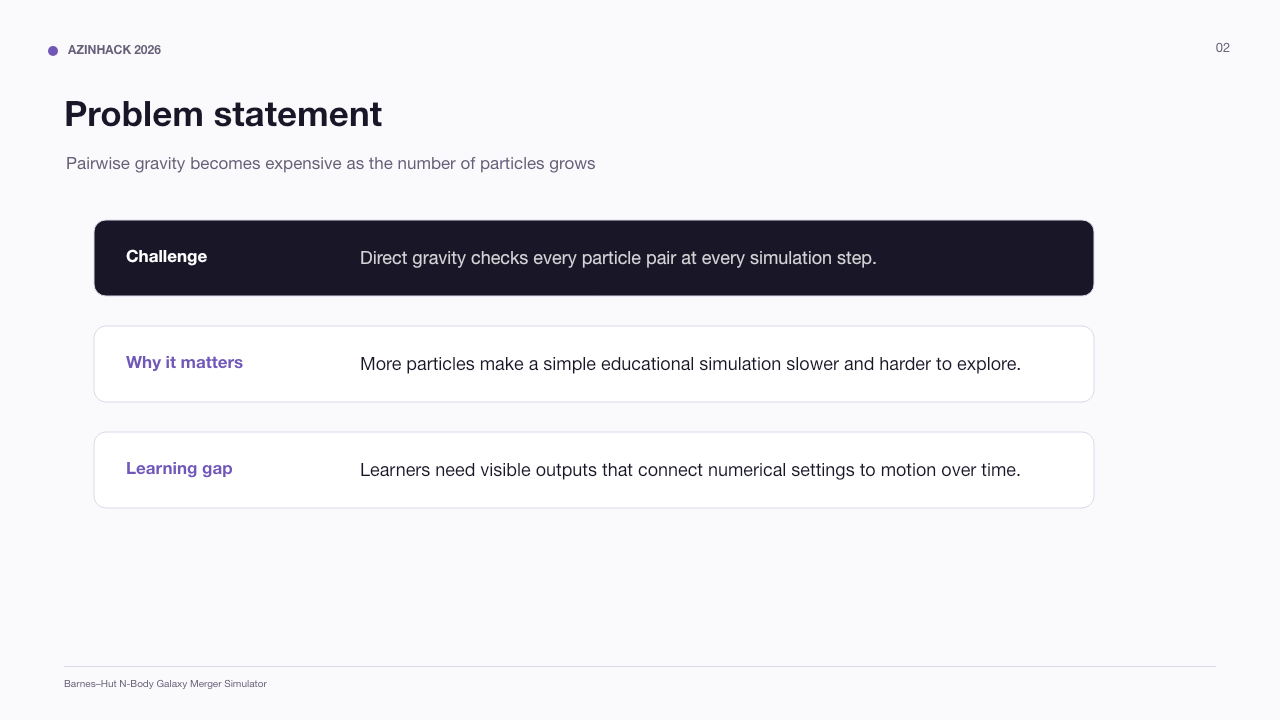 AZINHACK 2026
02
Problem statement
Pairwise gravity becomes expensive as the number of particles grows
Challenge
Direct gravity checks every particle pair at every simulation step.
Why it matters
More particles make a simple educational simulation slower and harder to explore.
Learning gap
Learners need visible outputs that connect numerical settings to motion over time.
Barnes–Hut N-Body Galaxy Merger Simulator